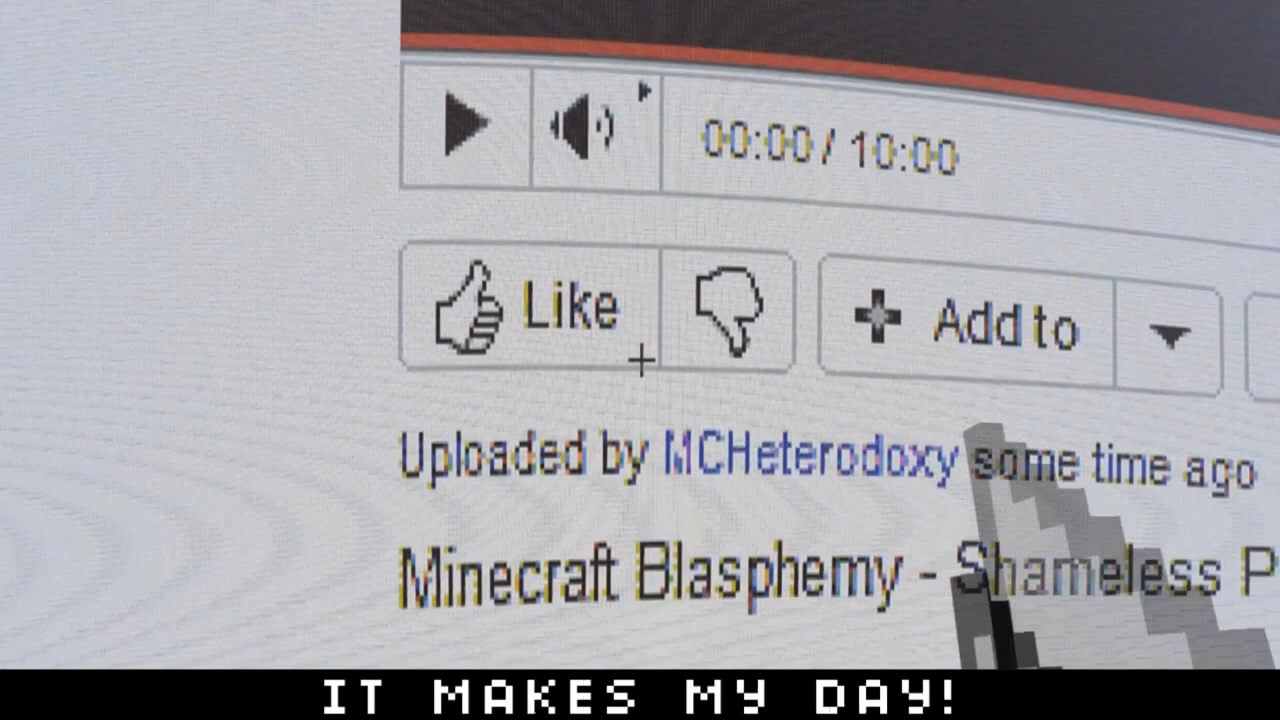 00:00 / 10:00
Like
Add to
Uploaded by MCHeterodoxy some time ago
Minecraft Blasphemy - Shameless P
IT MAKES MY DAY!